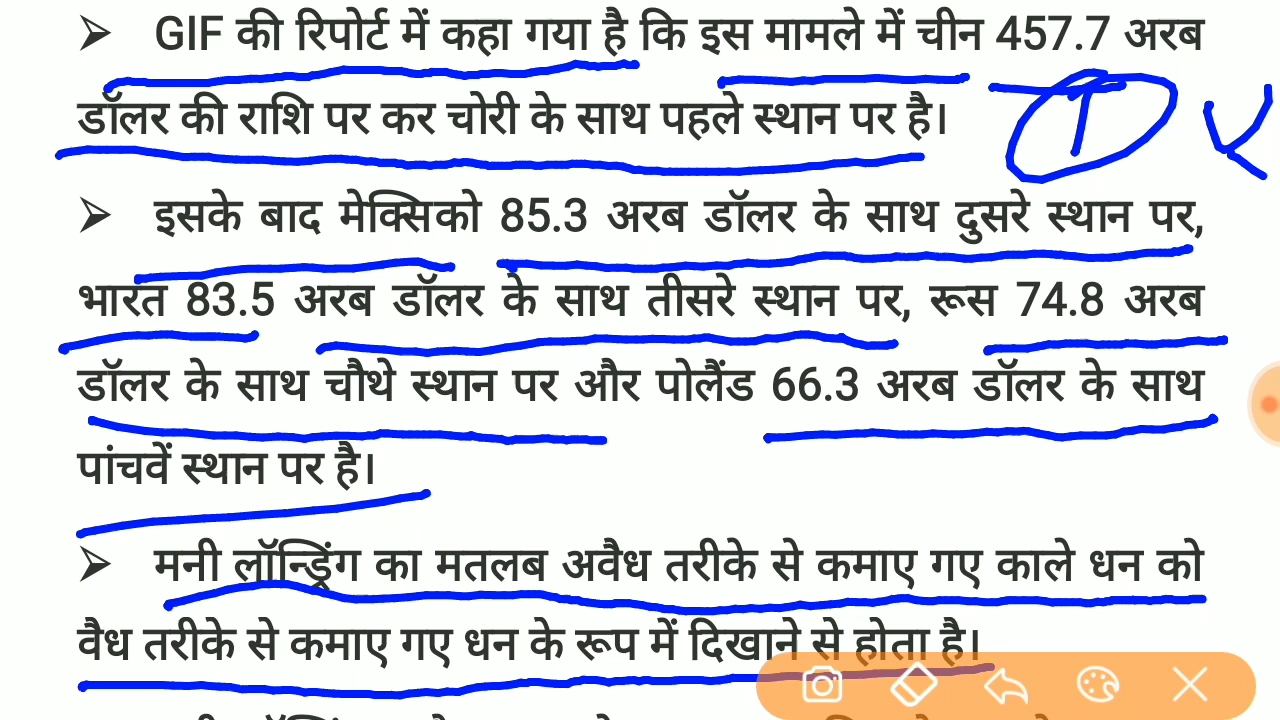 ➢ GIF की रिपोर्ट में कहा गया है कि इस मामले में चीन 457.7 अरब
डॉलर की राशि पर कर चोरी के साथ पहले स्थान पर है।
➢ इसके बाद मेक्सिको 85.3 अरब डॉलर के साथ दुसरे स्थान पर,
भारत 83.5 अरब डॉलर के साथ तीसरे स्थान पर, रूस 74.8 अरब
डॉलर के साथ चौथे स्थान पर और पोलैंड 66.3 अरब डॉलर के साथ
पांचवें स्थान पर है।
➢ मनी लॉन्ड्रिंग का मतलब अवैध तरीके से कमाए गए काले धन को
वैध तरीके से कमाए गए धन के रूप में दिखाने से होता है।